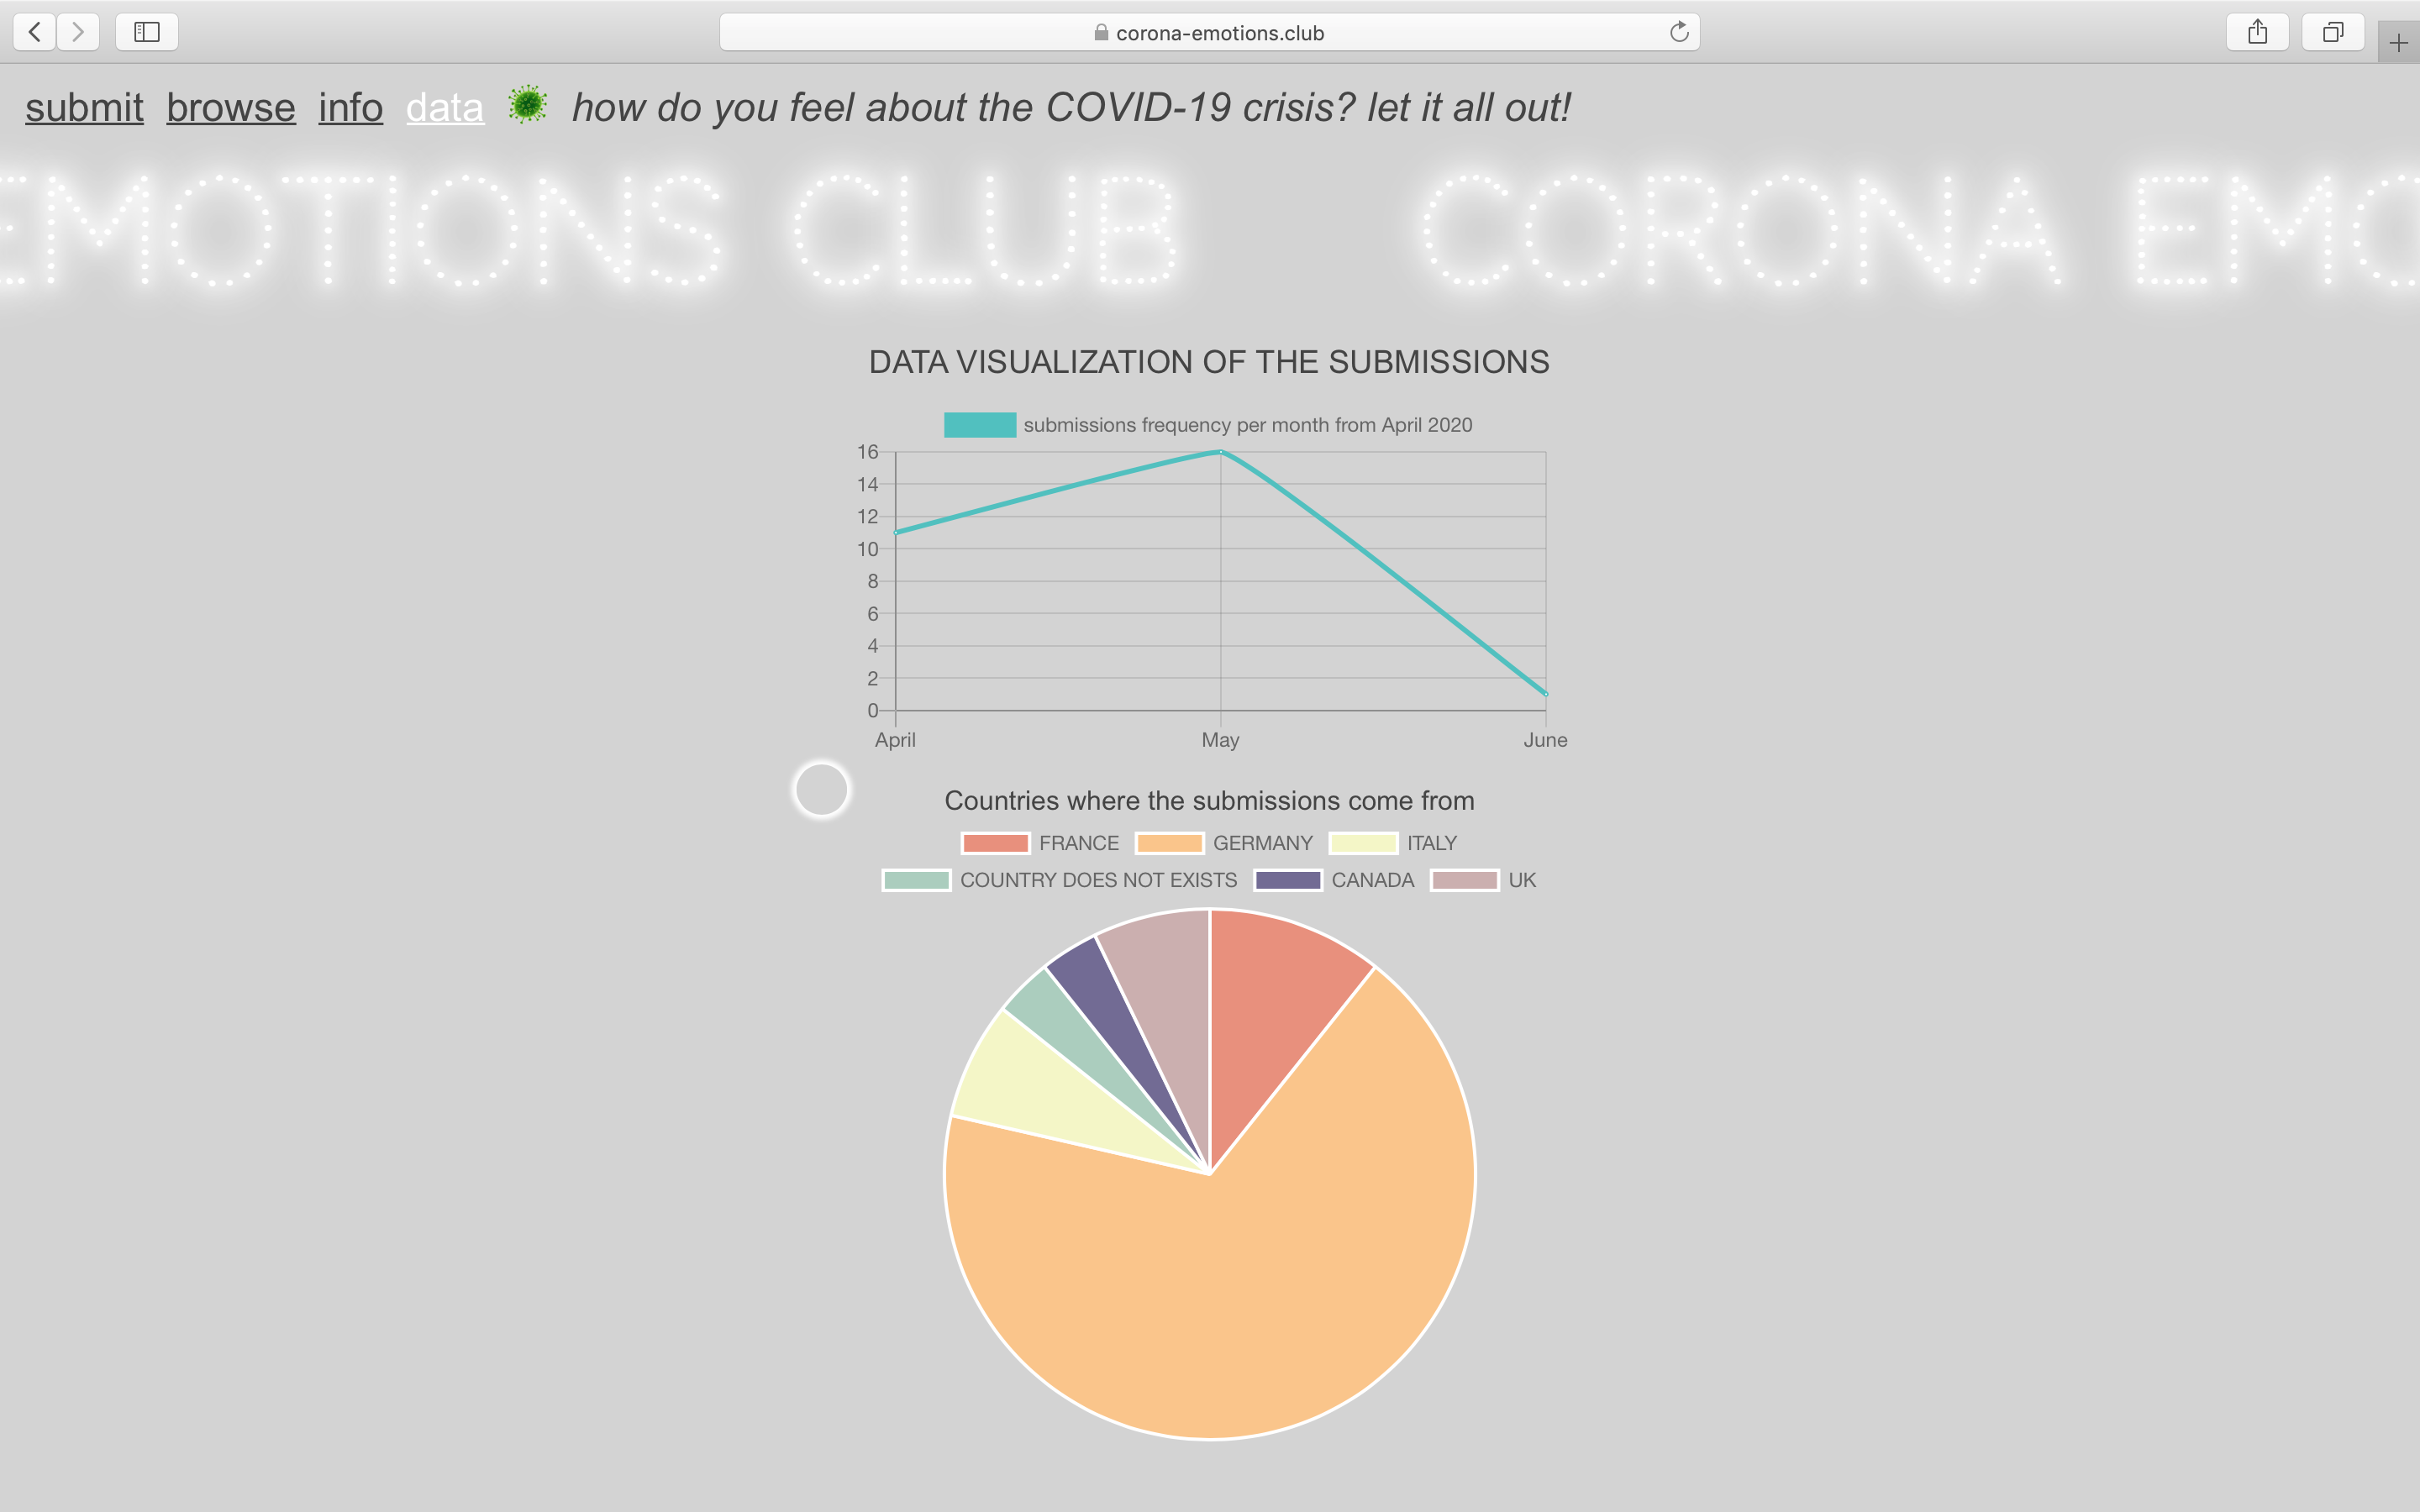 corona-emotions.club
submit browse info data how do you feel about the COVID-19 crisis? let it all out!
EMOTIONS CLUB CORONA EMO
DATA VISUALIZATION OF THE SUBMISSIONS
submissions frequency per month from April 2020
16
14
12
10
8
6
4
2
0
April May June
Countries where the submissions come from
FRANCE GERMANY ITALY
COUNTRY DOES NOT EXISTS CANADA UK